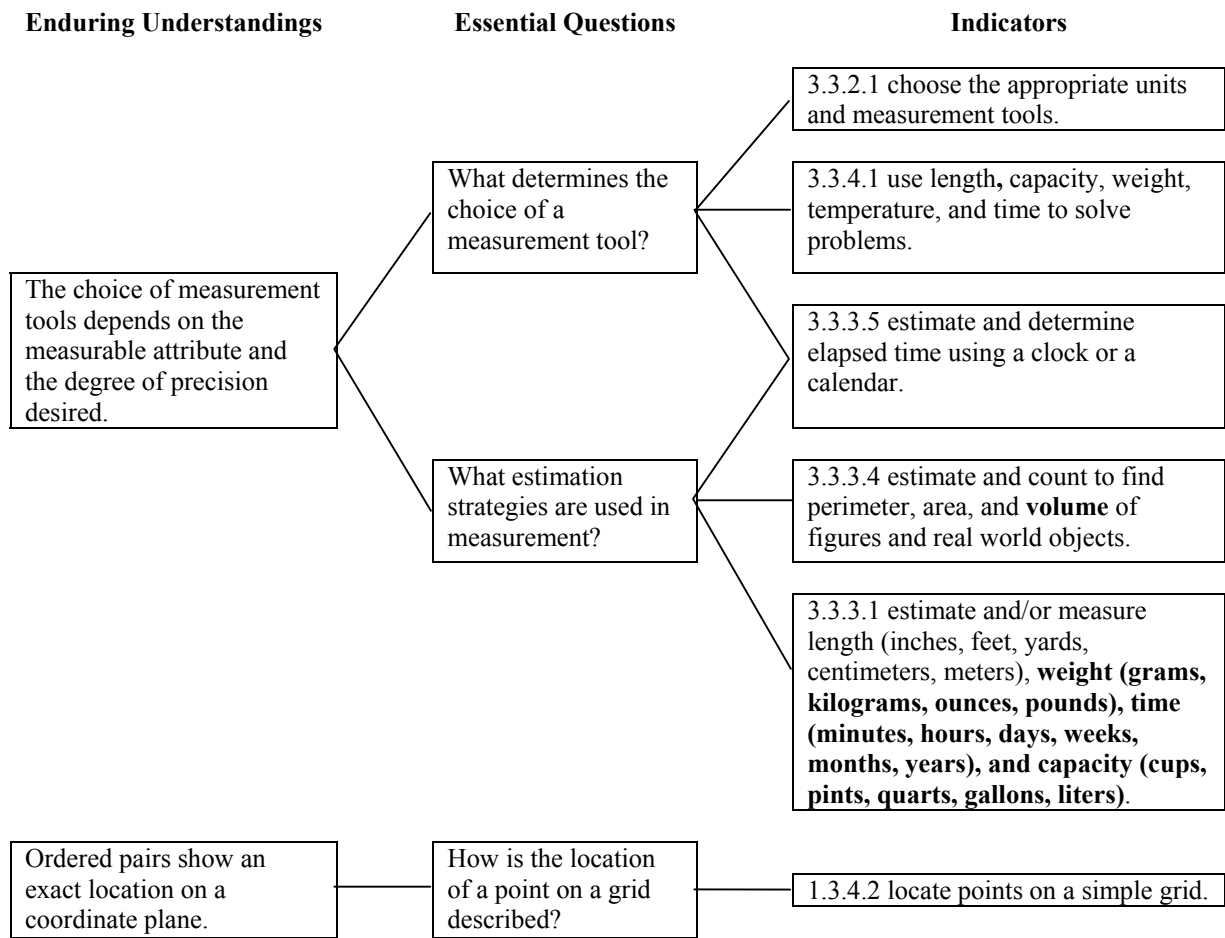 Enduring Understandings
Essential Questions
Indicators
The choice of measurement
tools depends on the
measurable attribute and
the degree of precision
desired.
What determines the
choice of a
measurement tool?
What estimation
strategies are used in
measurement?
3.3.2.1 choose the appropriate units
and measurement tools.
3.3.4.1 use length, capacity, weight,
temperature, and time to solve
problems.
3.3.3.5 estimate and determine
elapsed time using a clock or a
calendar.
3.3.3.4 estimate and count to find
perimeter, area, and volume of
figures and real world objects.
3.3.3.1 estimate and/or measure
length (inches, feet, yards,
centimeters, meters), weight (grams,
kilograms, ounces, pounds), time
(minutes, hours, days, weeks,
months, years), and capacity (cups,
pints, quarts, gallons, liters).
Ordered pairs show an
exact location on a
coordinate plane.
How is the location
of a point on a grid
described?
1.3.4.2 locate points on a simple grid.